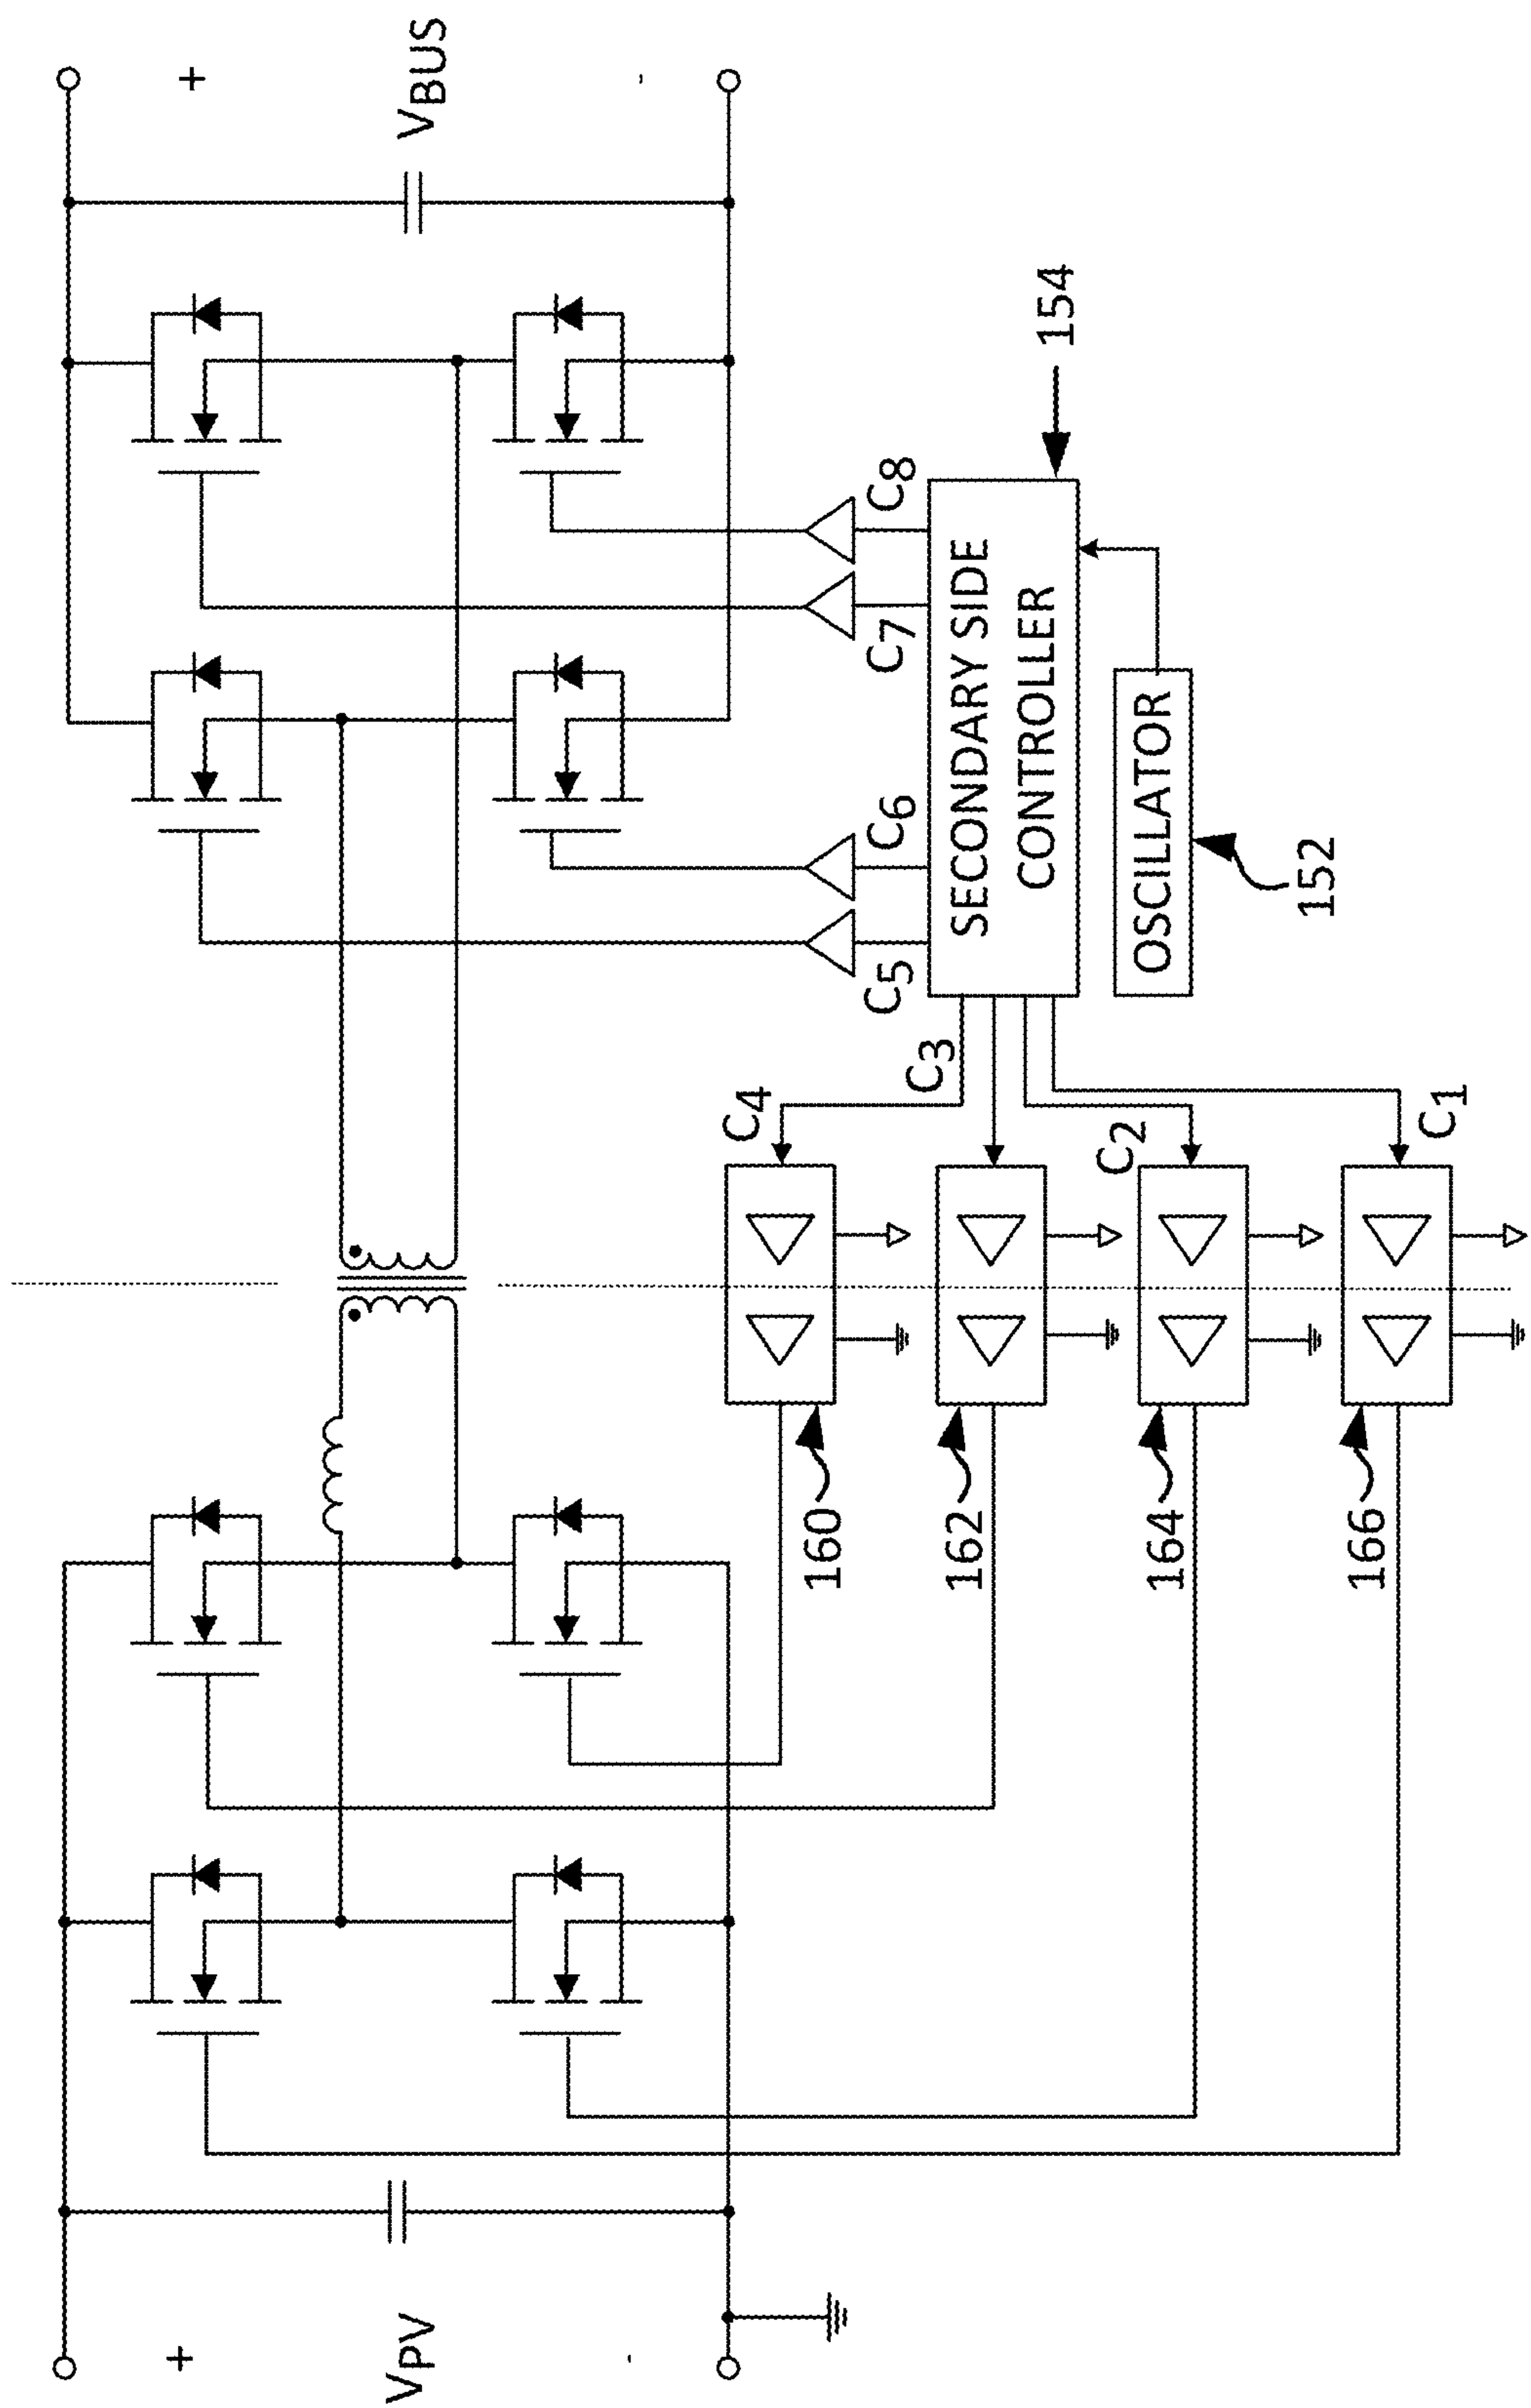 +
VPV
-
+
VBUS
-
C5
C6
C7
C8
SECONDARY SIDE
CONTROLLER
154
OSCILLATOR
152
C4
C3
C2
C1
160
162
164
166